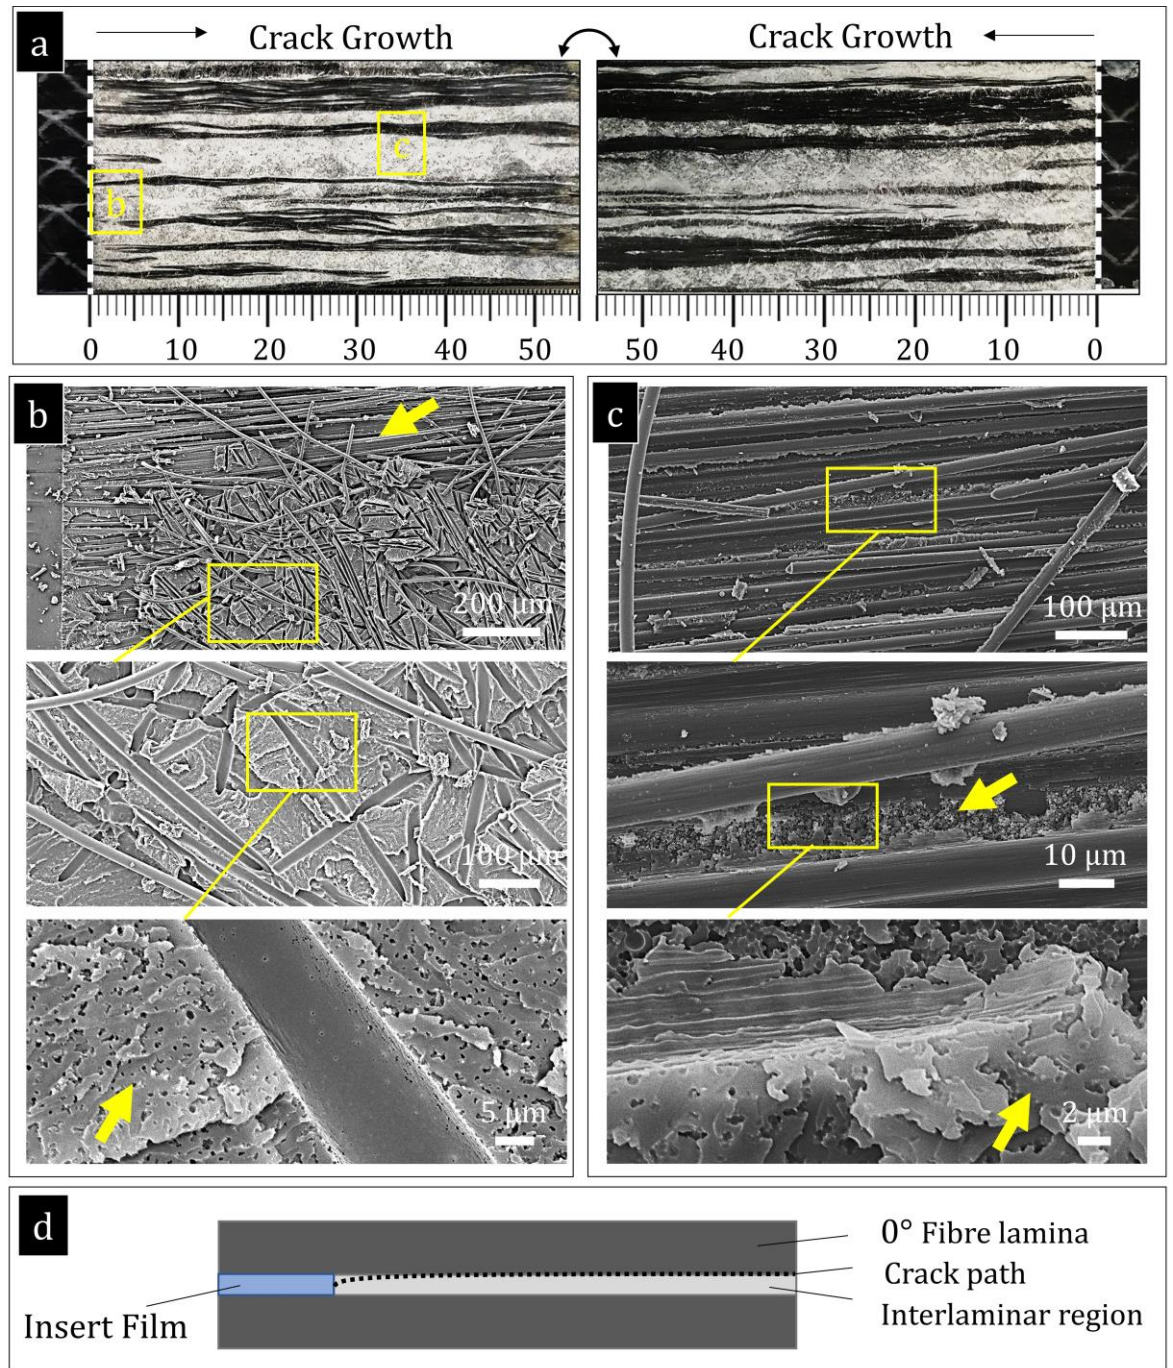 a
Crack Growth
Crack Growth
b
c
0 10 20 30 40 50
50 40 30 20 10 0
b
200 µm
100 µm
5 µm
c
100 µm
10 µm
2 µm
d
0° Fibre lamina
Crack path
Interlaminar region
Insert Film